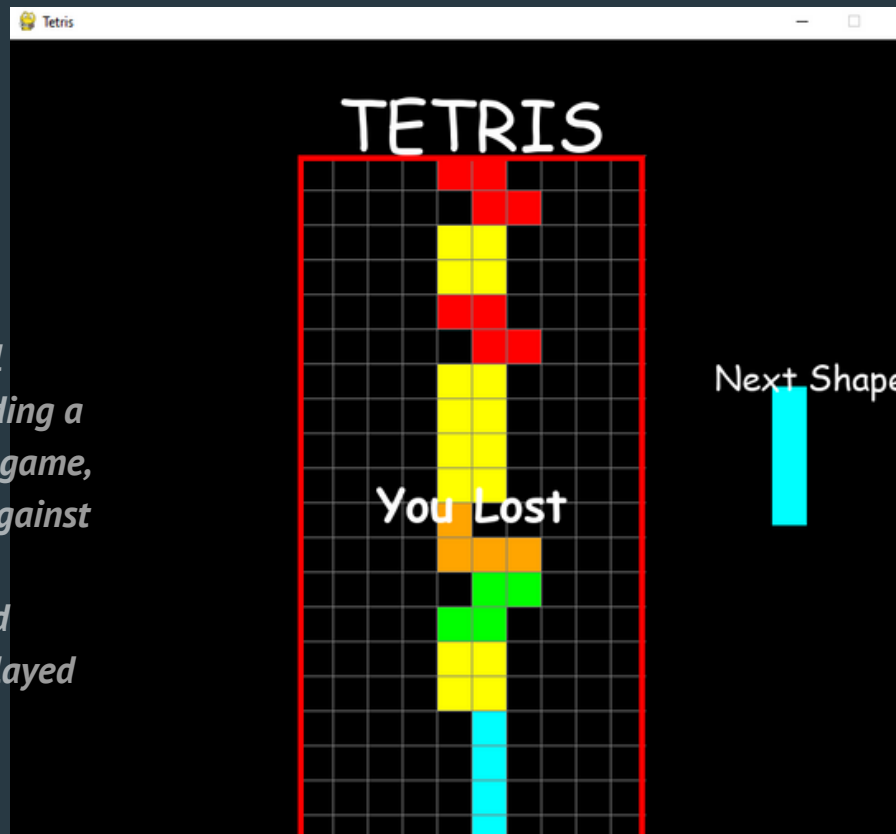 Tetris
TETRIS
ding a
game,
gainst
layed
Next Shape
You Lost